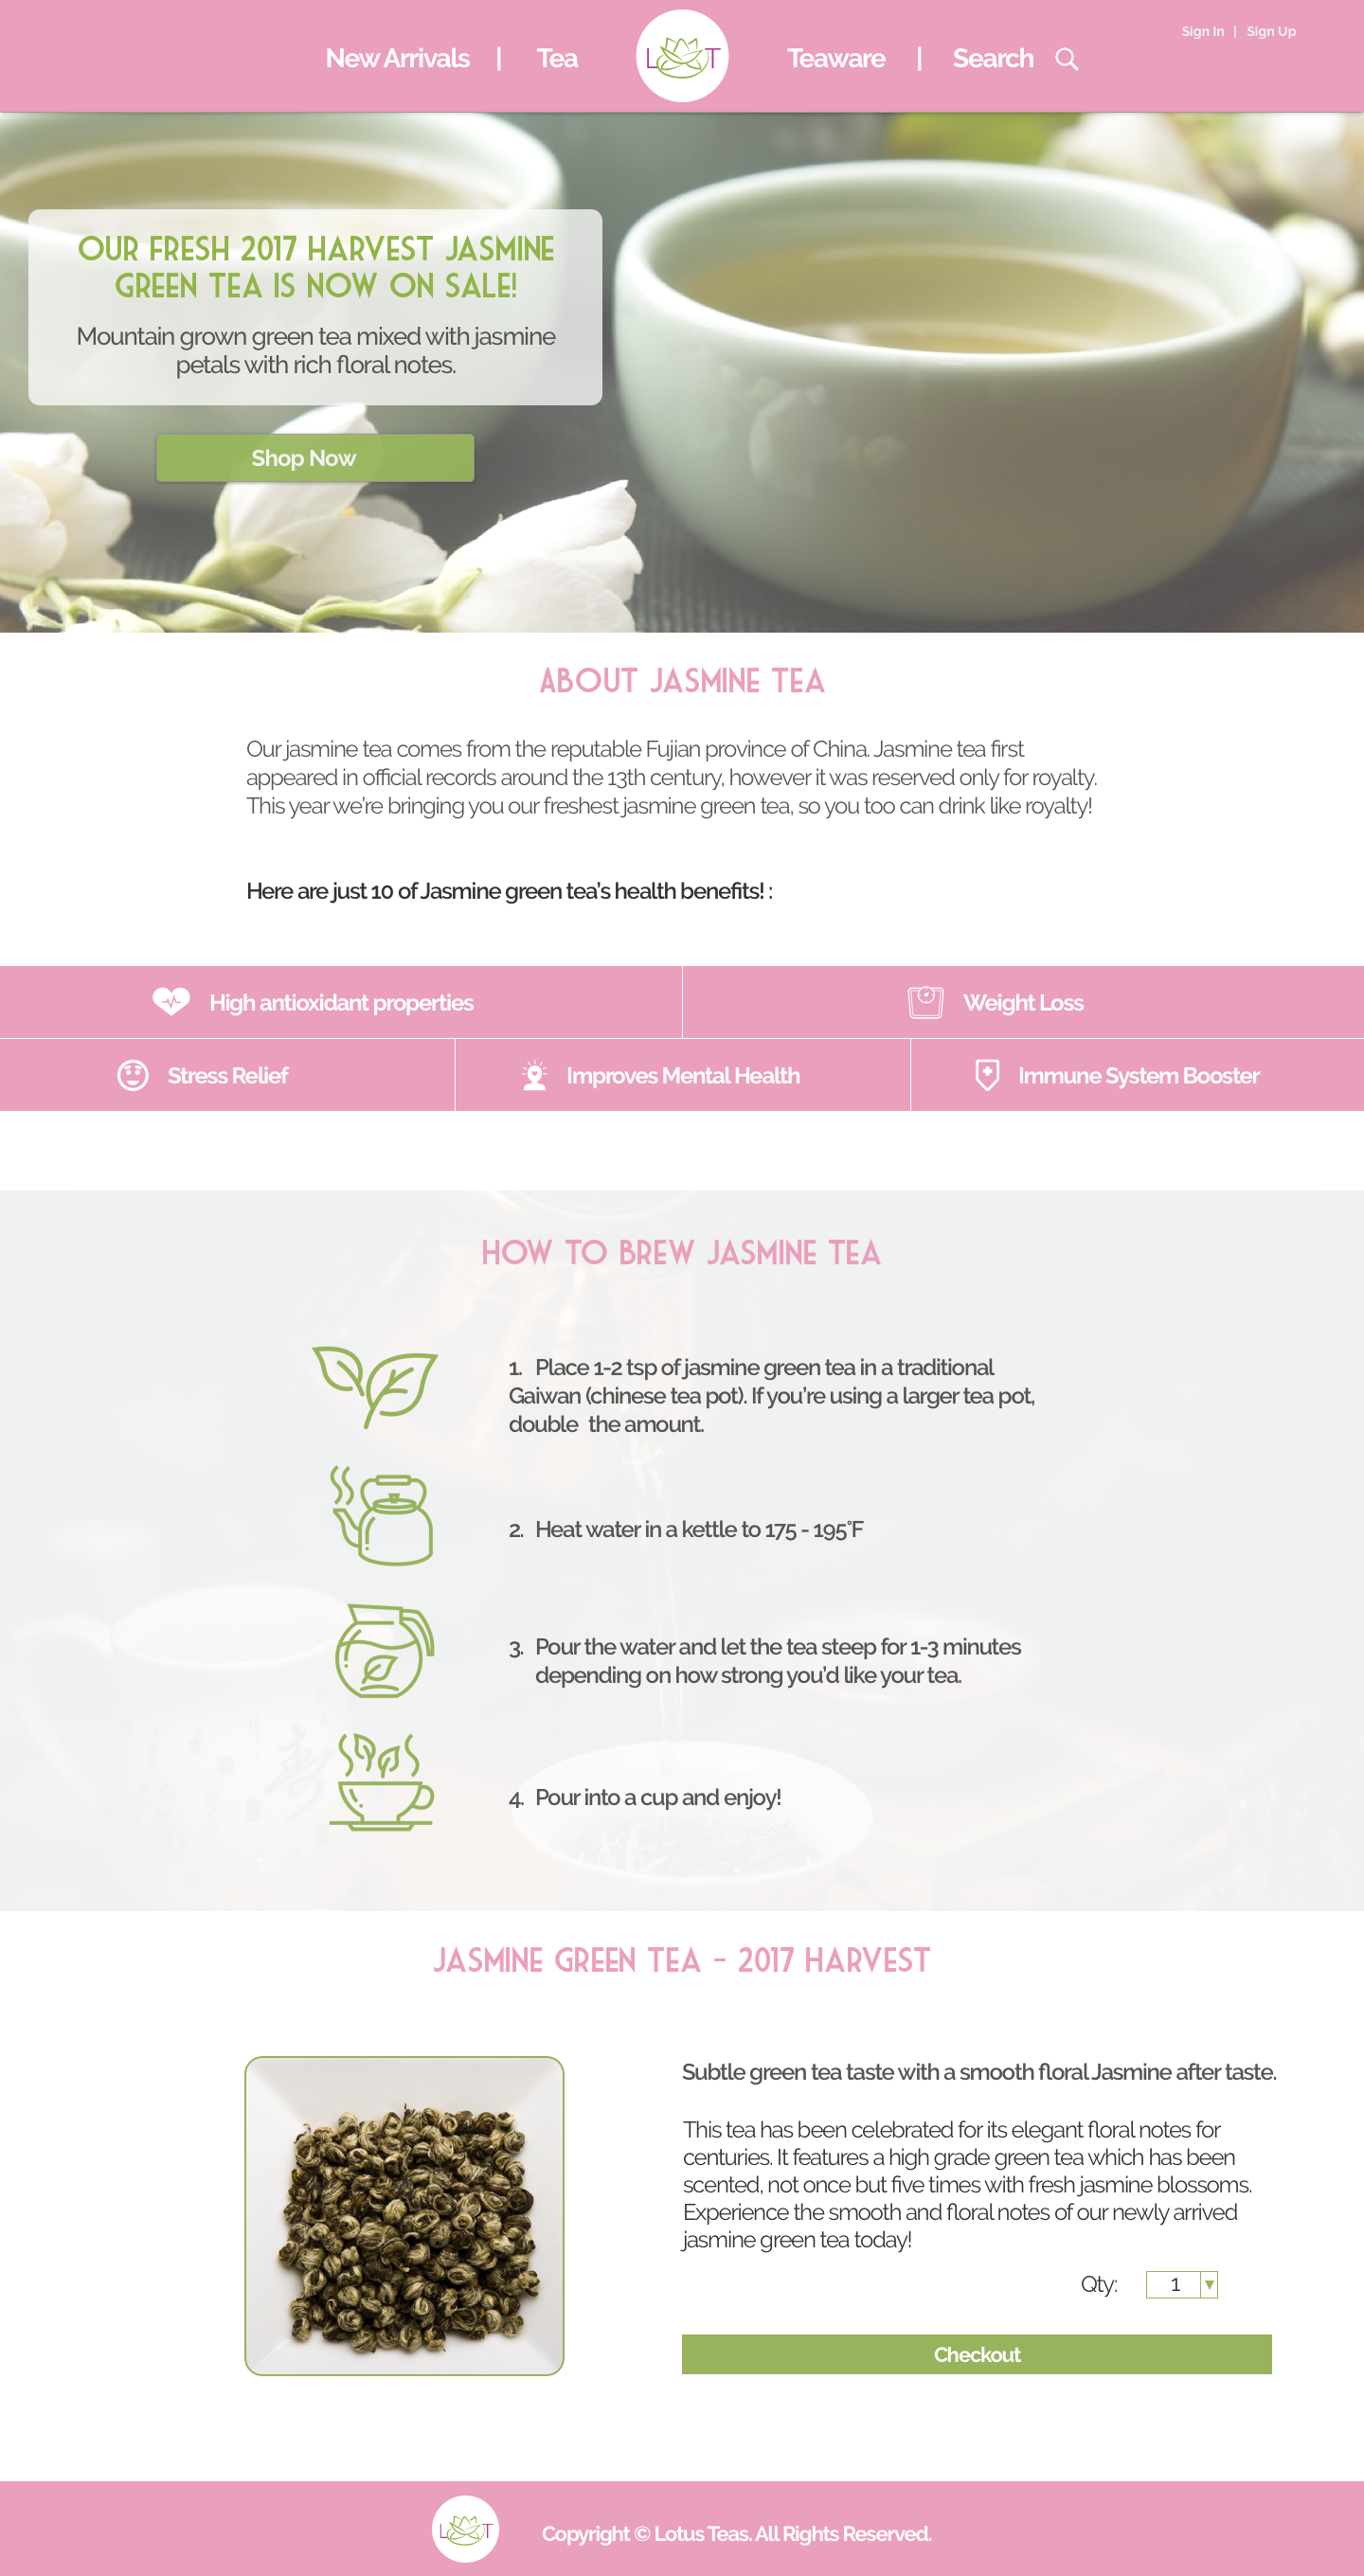 Sign In | Sign Up
New Arrivals | Tea
LOT
Teaware | Search
OUR FRESH 2017 HARVEST JASMINE
GREEN TEA IS NOW ON SALE!
Mountain grown green tea mixed with jasmine
petals with rich floral notes.
Shop Now
ABOUT JASMINE TEA
Our jasmine tea comes from the reputable Fujian province of China. Jasmine tea first
appeared in official records around the 13th century, however it was reserved only for royalty.
This year we're bringing you our freshest jasmine green tea, so you too can drink like royalty!
Here are just 10 of Jasmine green tea's health benefits! :
High antioxidant properties
Weight Loss
Stress Relief
Improves Mental Health
Immune System Booster
HOW TO BREW JASMINE TEA
1. Place 1-2 tsp of jasmine green tea in a traditional
Gaiwan (chinese tea pot). If you're using a larger tea pot,
double the amount.
2. Heat water in a kettle to 175 - 195°F
3. Pour the water and let the tea steep for 1-3 minutes
depending on how strong you'd like your tea.
4. Pour into a cup and enjoy!
JASMINE GREEN TEA - 2017 HARVEST
Subtle green tea taste with a smooth floral Jasmine after taste.
This tea has been celebrated for its elegant floral notes for
centuries. It features a high grade green tea which has been
scented, not once but five times with fresh jasmine blossoms.
Experience the smooth and floral notes of our newly arrived
jasmine green tea today!
Qty: 1 ▼
Checkout
LOT
Copyright © Lotus Teas. All Rights Reserved.